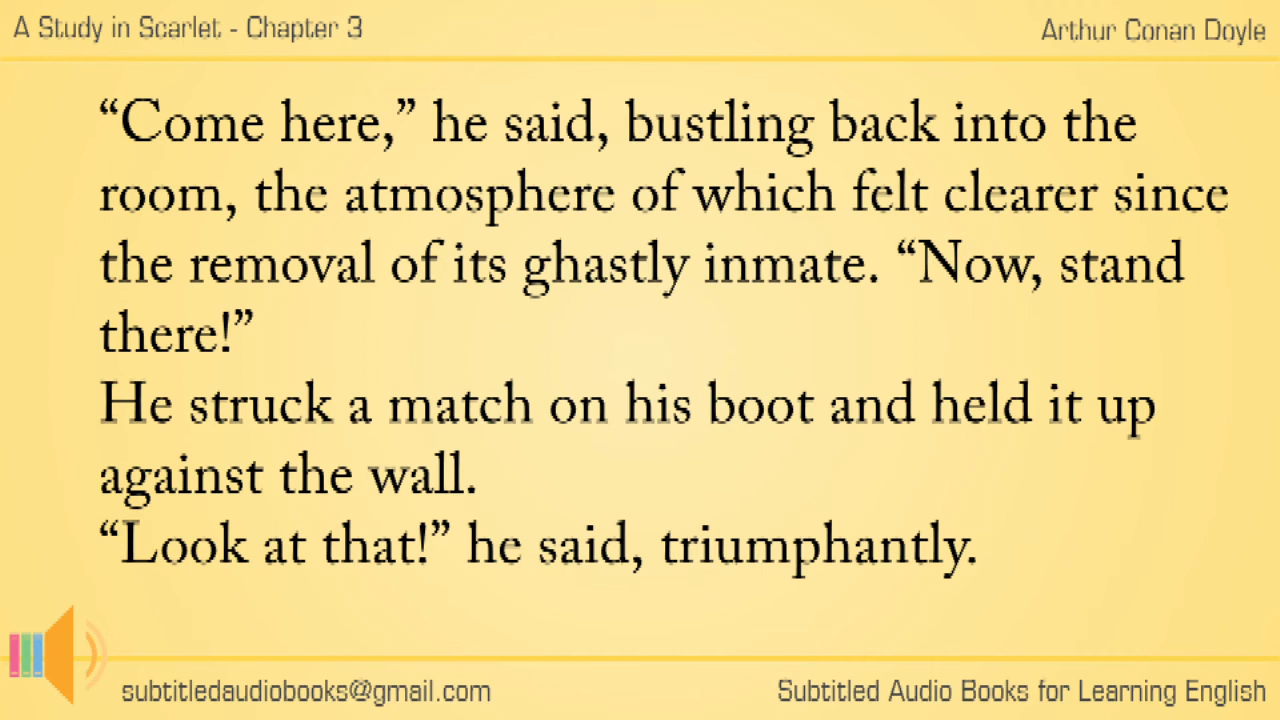 A Study in Scarlet - Chapter 3
Arthur Conan Doyle
“Come here,” he said, bustling back into the
room, the atmosphere of which felt clearer since
the removal of its ghastly inmate. “Now, stand
there!”
He struck a match on his boot and held it up
against the wall.
“Look at that!” he said, triumphantly.
subtitledaudiobooks@gmail.com
Subtitled Audio Books for Learning English